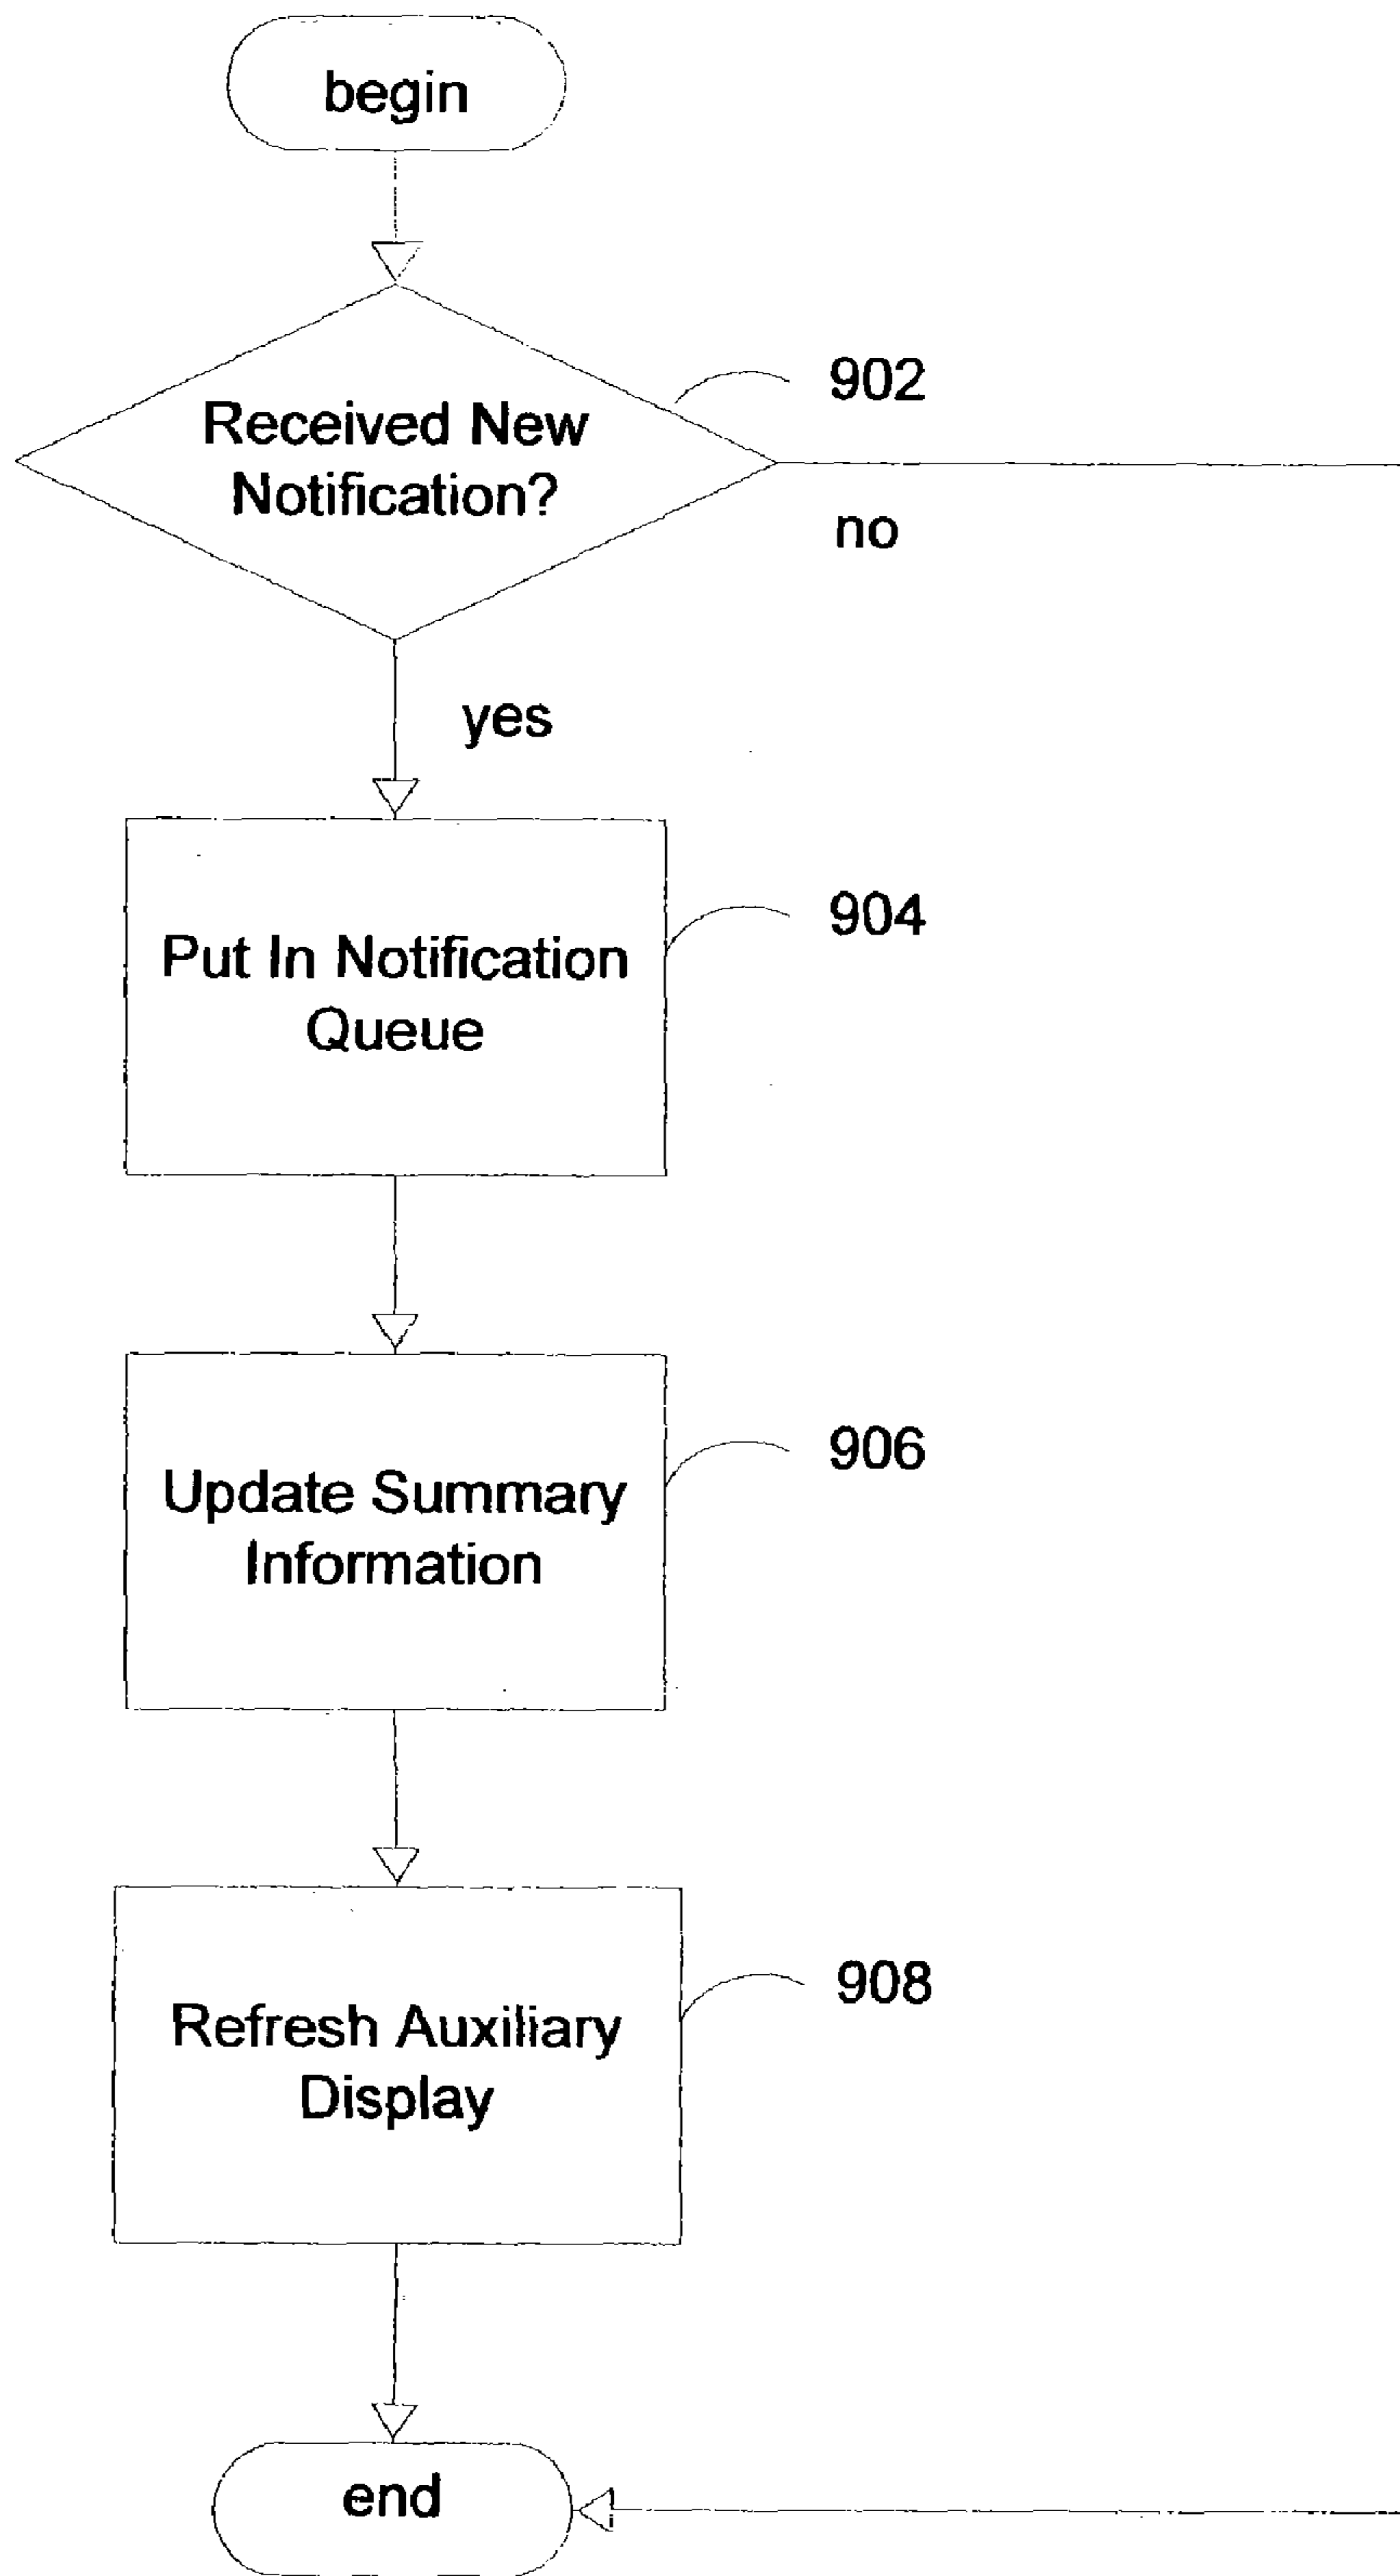 begin
Received New
Notification?
902
no
yes
Put In Notification
Queue
904
Update Summary
Information
906
Refresh Auxiliary
Display
908
end